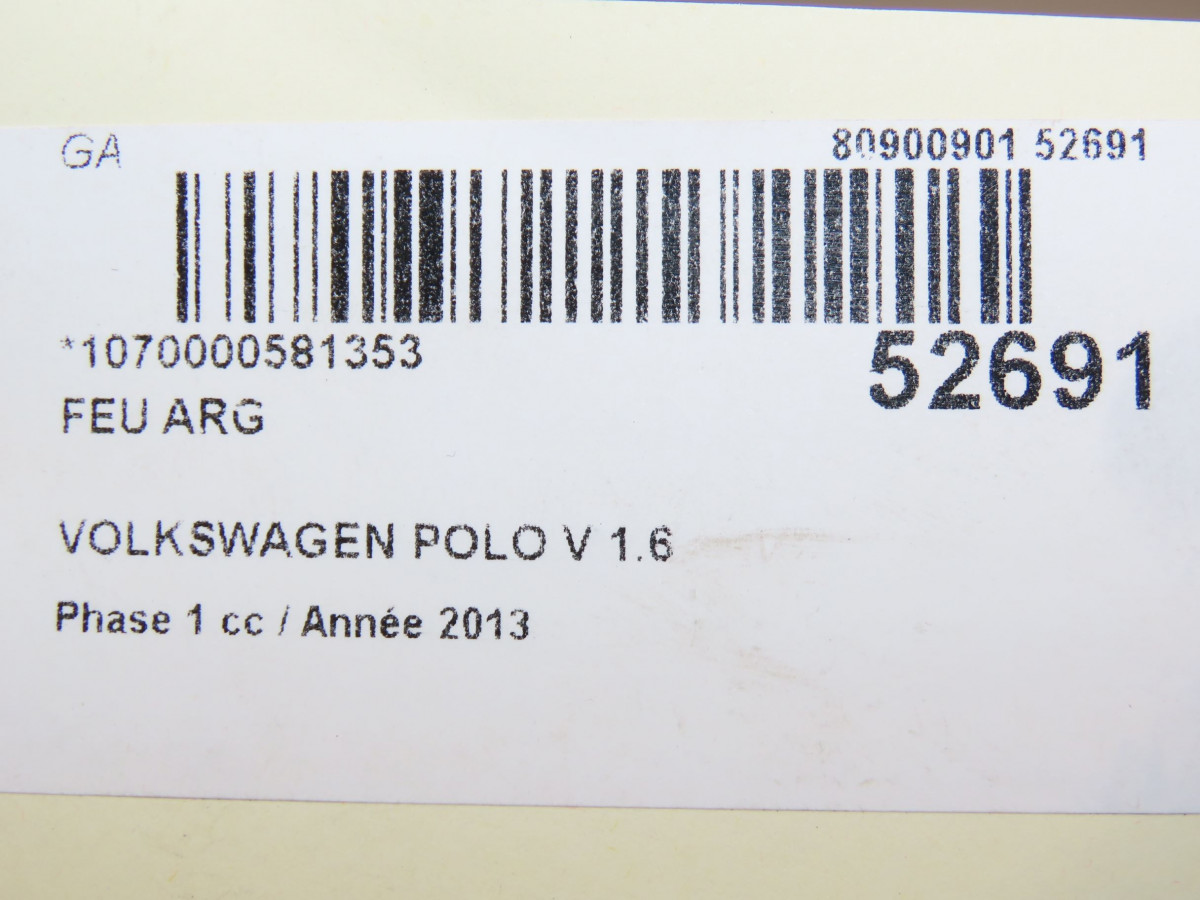 GA
80900901 52691
*1070000581353
52691
FEU ARG
VOLKSWAGEN POLO V 1.6
Phase 1 cc / Année 2013